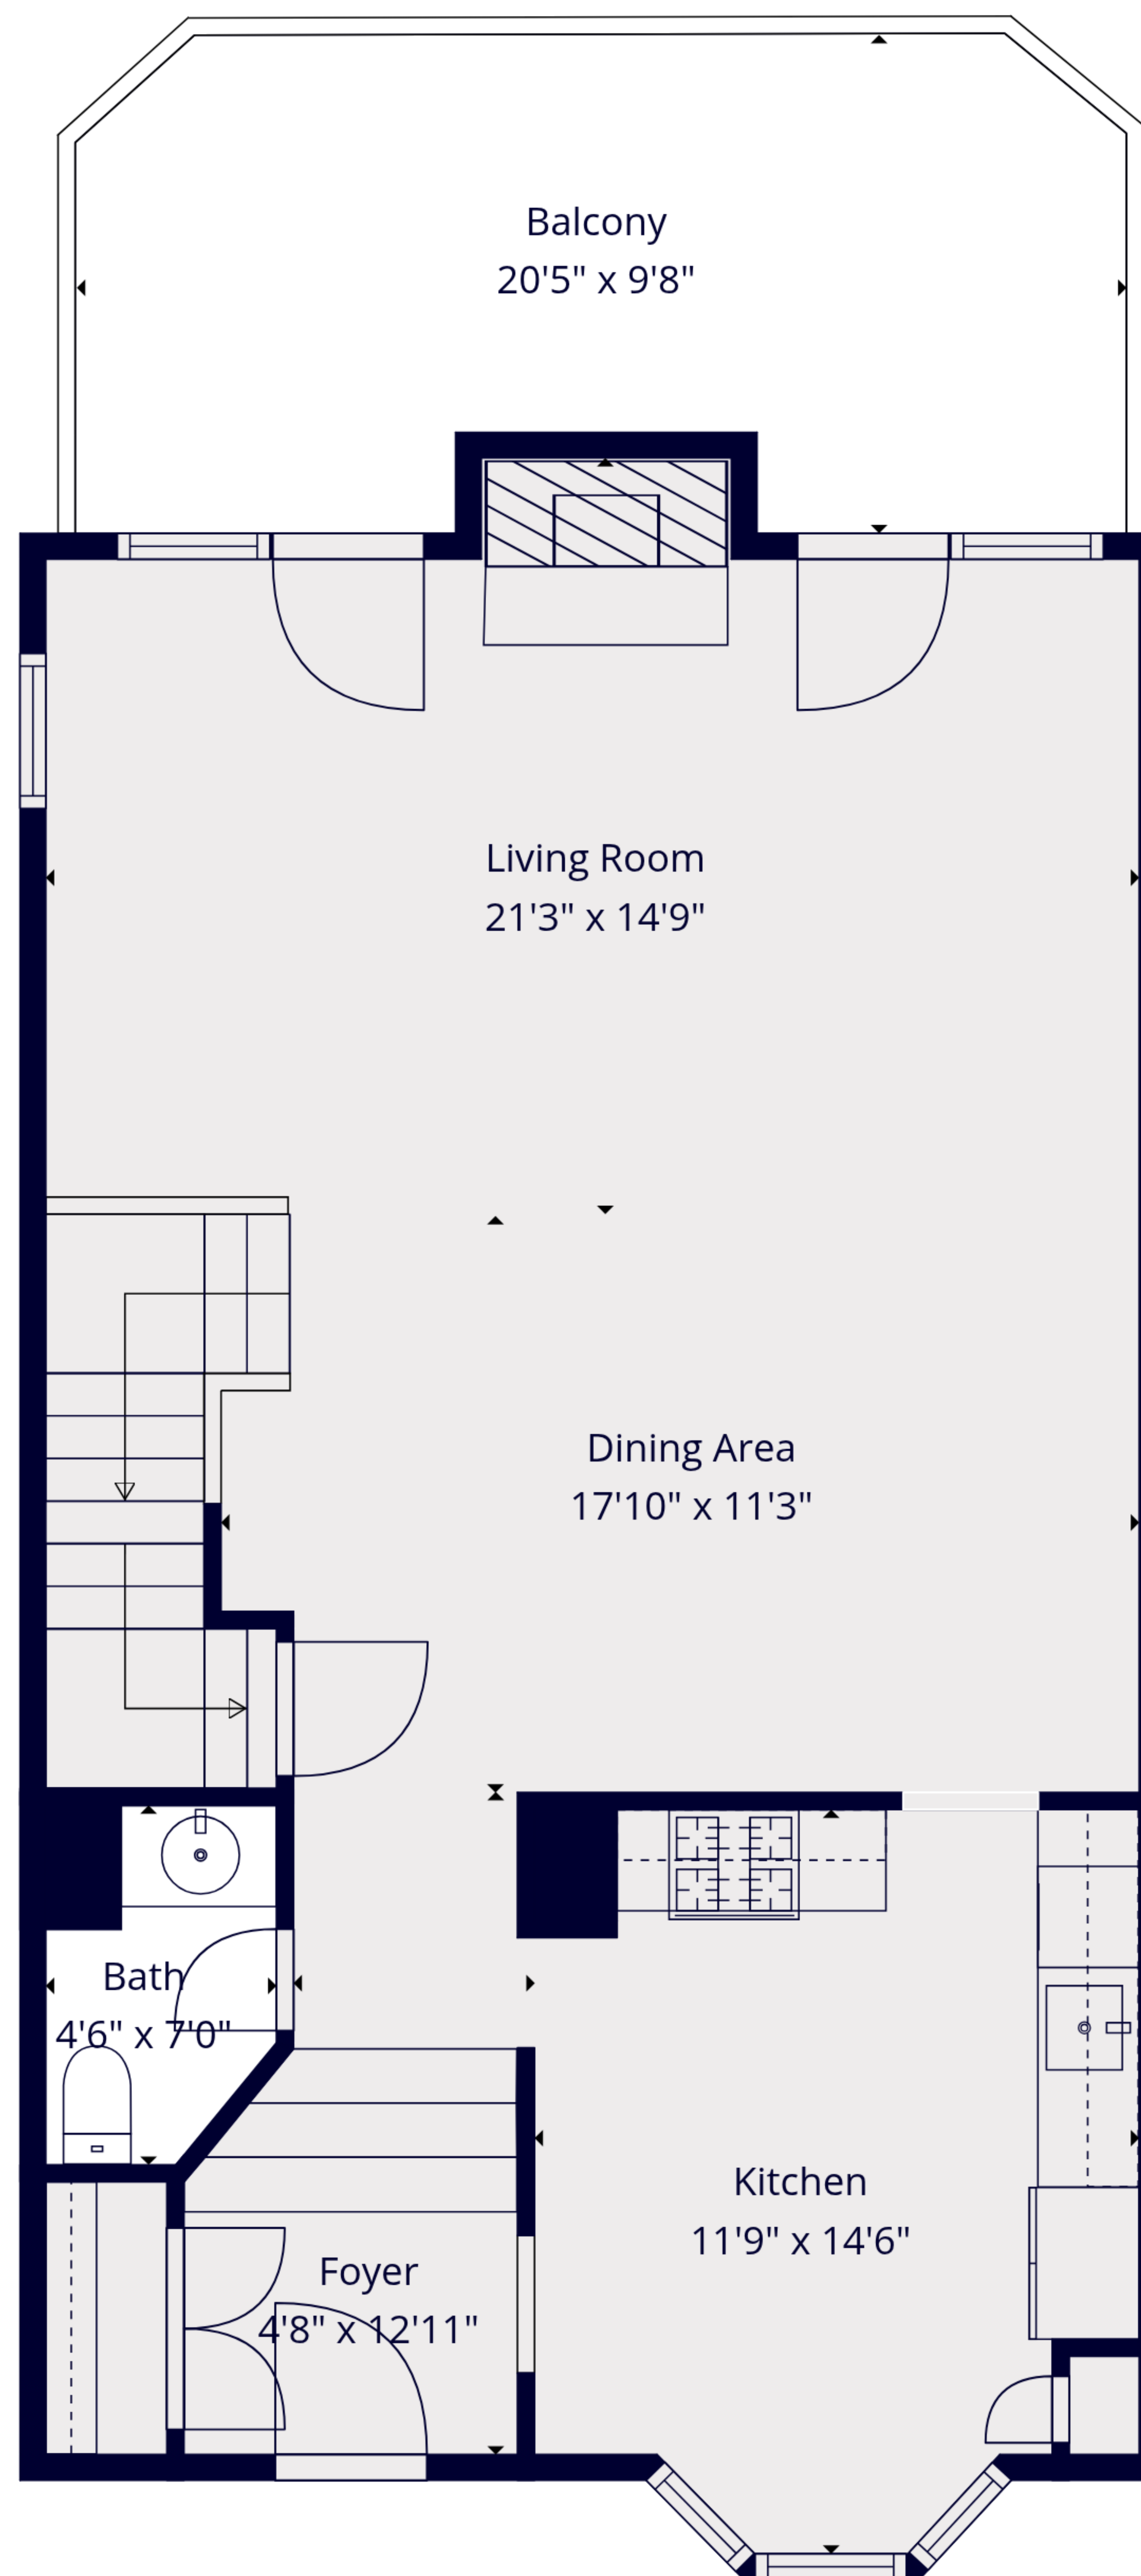 Balcony
20'5" x 9'8"
Living Room
21'3" x 14'9"
Dining Area
17'10" x 11'3"
Bath
4'6" x 7'0"
Kitchen
11'9" x 14'6"
Foyer
4'8" x 12'11"